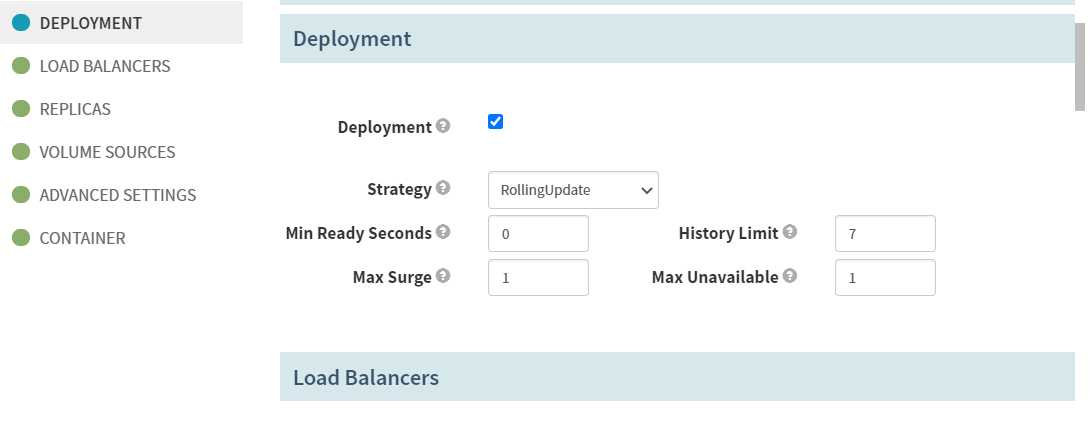 DEPLOYMENT
LOAD BALANCERS
REPLICAS
VOLUME SOURCES
ADVANCED SETTINGS
CONTAINER
Deployment
Deployment ?
Strategy ? RollingUpdate
Min Ready Seconds ? 0 History Limit ? 7
Max Surge ? 1 Max Unavailable ? 1
Load Balancers